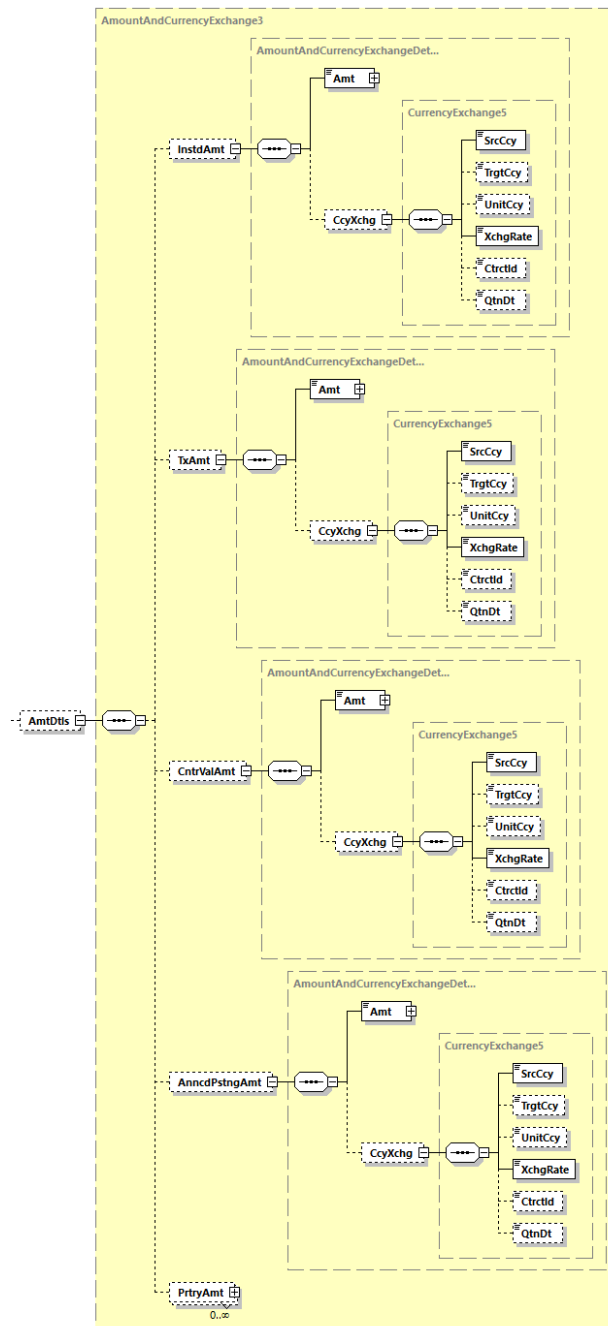 AmountAndCurrencyExchange3
AmountAndCurrencyExchangeDet...
Amt
CurrencyExchange5
SrcCcy
InstdAmt
TrgtCcy
UnitCcy
CcyXchg
XchgRate
CtrctId
QtnDt
AmountAndCurrencyExchangeDet...
Amt
CurrencyExchange5
SrcCcy
TxAmt
TrgtCcy
UnitCcy
CcyXchg
XchgRate
CtrctId
QtnDt
AmountAndCurrencyExchangeDet...
Amt
AmtDtls
CurrencyExchange5
SrcCcy
CntrValAmt
TrgtCcy
UnitCcy
CcyXchg
XchgRate
CtrctId
QtnDt
AmountAndCurrencyExchangeDet...
Amt
CurrencyExchange5
SrcCcy
AnncdPstngAmt
TrgtCcy
UnitCcy
CcyXchg
XchgRate
CtrctId
QtnDt
PrtryAmt
0..∞